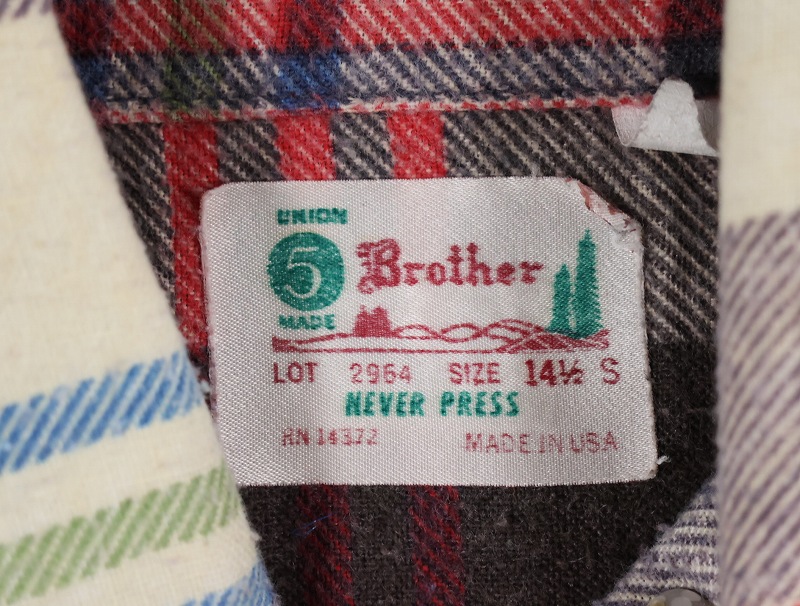 UNION
5 Brother
MADE
LOT 2964 SIZE 14½ S
NEVER PRESS
RN 14372 MADE IN USA